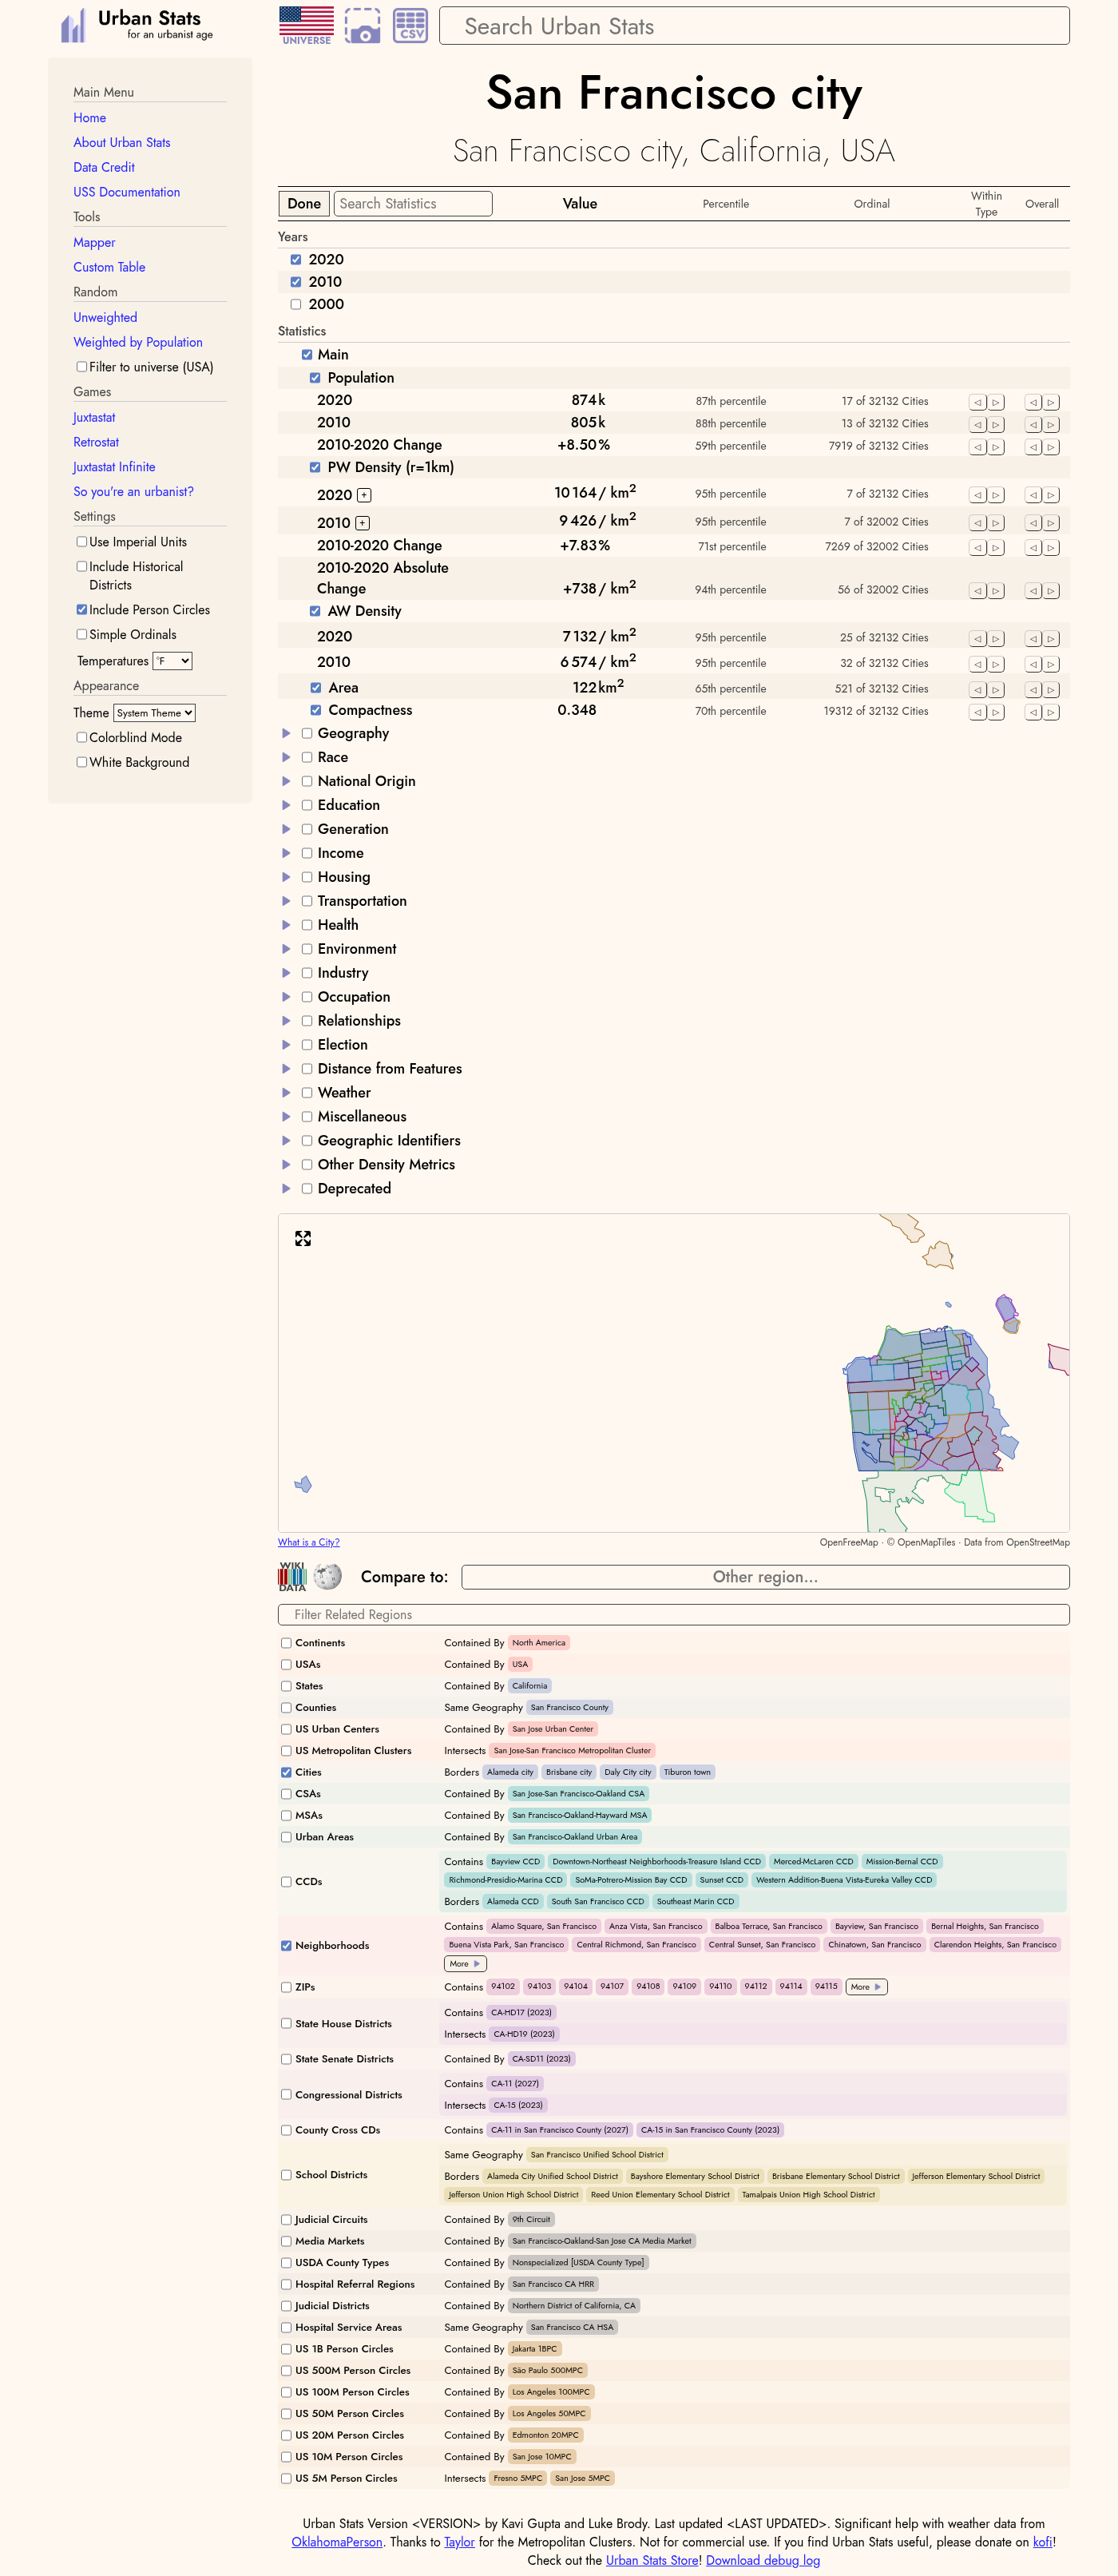 Urban Stats
for an urbanist age
UNIVERSE
CSV
Search Urban Stats
Main Menu
Home
About Urban Stats
Data Credit
USS Documentation
Tools
Mapper
Custom Table
Random
Unweighted
Weighted by Population
Filter to universe (USA)
Games
Juxtastat
Retrostat
Juxtastat Infinite
So you're an urbanist?
Settings
Use Imperial Units
Include Historical
Districts
Include Person Circles
Simple Ordinals
Temperatures °F
Appearance
Theme System Theme
Colorblind Mode
White Background
San Francisco city
San Francisco city, California, USA
Done Search Statistics Value Percentile Ordinal Within Type Overall
Years
2020
2010
2000
Statistics
Main
Population
2020 874k 87th percentile 17 of 32132 Cities
2010 805k 88th percentile 13 of 32132 Cities
2010-2020 Change +8.50% 59th percentile 7919 of 32132 Cities
PW Density (r=1km)
2020 + 10 164 / km2 95th percentile 7 of 32132 Cities
2010 + 9 426 / km2 95th percentile 7 of 32002 Cities
2010-2020 Change +7.83% 71st percentile 7269 of 32002 Cities
2010-2020 Absolute
Change +738 / km2 94th percentile 56 of 32002 Cities
AW Density
2020 7 132 / km2 95th percentile 25 of 32132 Cities
2010 6 574 / km2 95th percentile 32 of 32132 Cities
Area 122 km2 65th percentile 521 of 32132 Cities
Compactness 0.348 70th percentile 19312 of 32132 Cities
Geography
Race
National Origin
Education
Generation
Income
Housing
Transportation
Health
Environment
Industry
Occupation
Relationships
Election
Distance from Features
Weather
Miscellaneous
Geographic Identifiers
Other Density Metrics
Deprecated
What is a City? OpenFreeMap · © OpenMapTiles · Data from OpenStreetMap
WIKI
DATA
Compare to: Other region...
Filter Related Regions
Continents Contained By North America
USAs Contained By USA
States Contained By California
Counties Same Geography San Francisco County
US Urban Centers Contained By San Jose Urban Center
US Metropolitan Clusters Intersects San Jose-San Francisco Metropolitan Cluster
Cities Borders Alameda city Brisbane city Daly City city Tiburon town
CSAs Contained By San Jose-San Francisco-Oakland CSA
MSAs Contained By San Francisco-Oakland-Hayward MSA
Urban Areas Contained By San Francisco-Oakland Urban Area
CCDs Contains Bayview CCD Downtown-Northeast Neighborhoods-Treasure Island CCD Merced-McLaren CCD Mission-Bernal CCD
Richmond-Presidio-Marina CCD SoMa-Potrero-Mission Bay CCD Sunset CCD Western Addition-Buena Vista-Eureka Valley CCD
Borders Alameda CCD South San Francisco CCD Southeast Marin CCD
Neighborhoods Contains Alamo Square, San Francisco Anza Vista, San Francisco Balboa Terrace, San Francisco Bayview, San Francisco Bernal Heights, San Francisco
Buena Vista Park, San Francisco Central Richmond, San Francisco Central Sunset, San Francisco Chinatown, San Francisco Clarendon Heights, San Francisco
More
ZIPs Contains 94102 94103 94104 94107 94108 94109 94110 94112 94114 94115 More
State House Districts Contains CA-HD17 (2023)
Intersects CA-HD19 (2023)
State Senate Districts Contained By CA-SD11 (2023)
Congressional Districts Contains CA-11 (2027)
Intersects CA-15 (2023)
County Cross CDs Contains CA-11 in San Francisco County (2027) CA-15 in San Francisco County (2023)
School Districts Same Geography San Francisco Unified School District
Borders Alameda City Unified School District Bayshore Elementary School District Brisbane Elementary School District Jefferson Elementary School District
Jefferson Union High School District Reed Union Elementary School District Tamalpais Union High School District
Judicial Circuits Contained By 9th Circuit
Media Markets Contained By San Francisco-Oakland-San Jose CA Media Market
USDA County Types Contained By Nonspecialized [USDA County Type]
Hospital Referral Regions Contained By San Francisco CA HRR
Judicial Districts Contained By Northern District of California, CA
Hospital Service Areas Same Geography San Francisco CA HSA
US 1B Person Circles Contained By Jakarta 1BPC
US 500M Person Circles Contained By São Paulo 500MPC
US 100M Person Circles Contained By Los Angeles 100MPC
US 50M Person Circles Contained By Los Angeles 50MPC
US 20M Person Circles Contained By Edmonton 20MPC
US 10M Person Circles Contained By San Jose 10MPC
US 5M Person Circles Intersects Fresno 5MPC San Jose 5MPC
Urban Stats Version <VERSION> by Kavi Gupta and Luke Brody. Last updated <LAST UPDATED>. Significant help with weather data from
OklahomaPerson. Thanks to Taylor for the Metropolitan Clusters. Not for commercial use. If you find Urban Stats useful, please donate on kofi!
Check out the Urban Stats Store! Download debug log